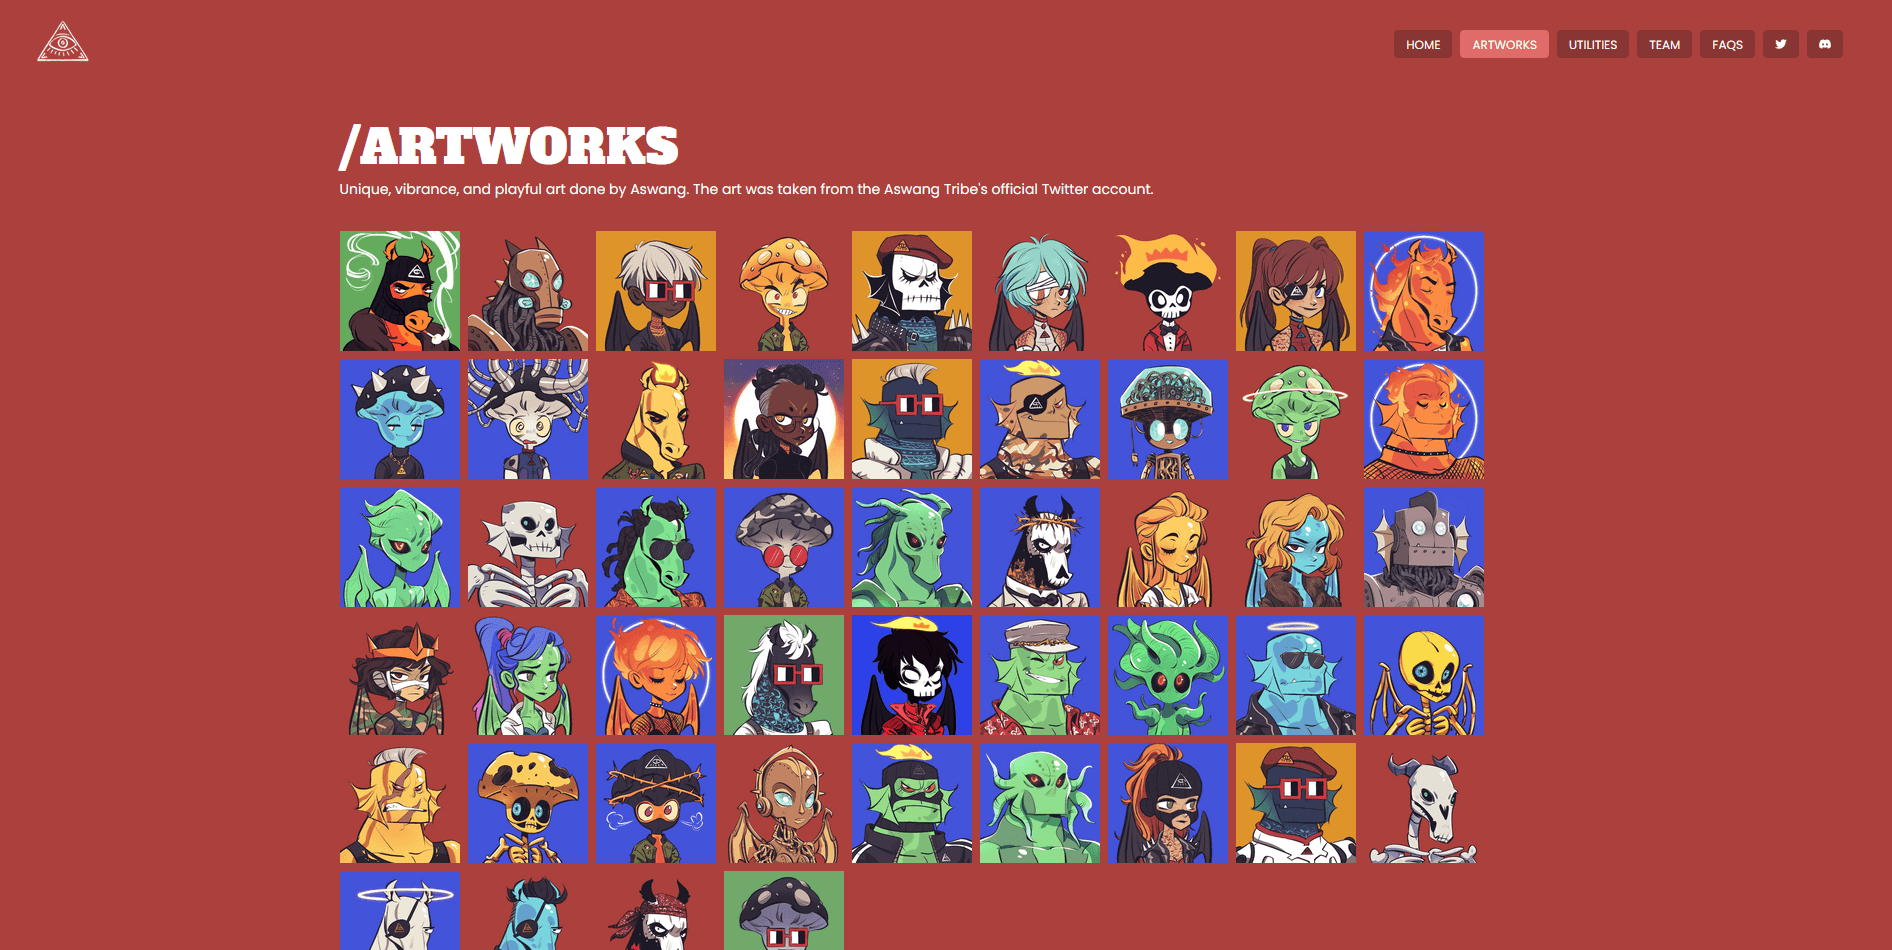 HOME
ARTWORKS
UTILITIES
TEAM
FAQS
/ARTWORKS
Unique, vibrance, and playful art done by Aswang. The art was taken from the Aswang Tribe's official Twitter account.